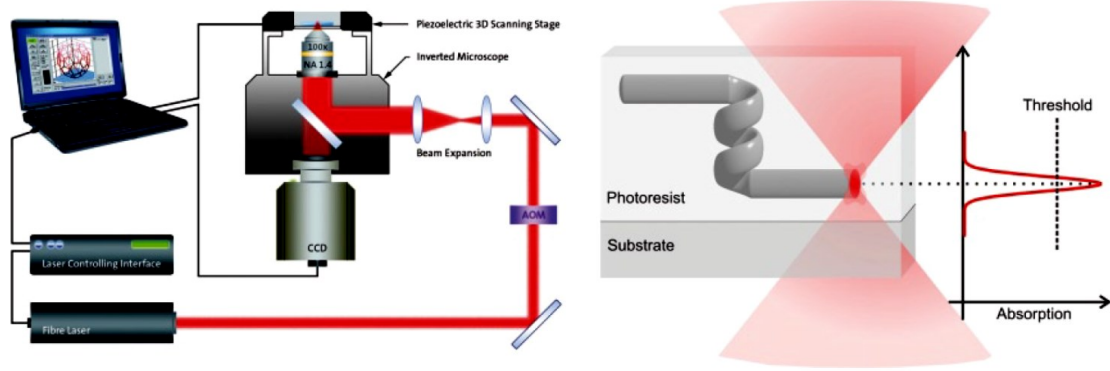 Piezoelectric 3D Scanning Stage
100x
NA 1.4
Inverted Microscope
Beam Expansion
AOM
CCD
Laser Controlling Interface
Fibre Laser
Threshold
Photoresist
Substrate
Absorption